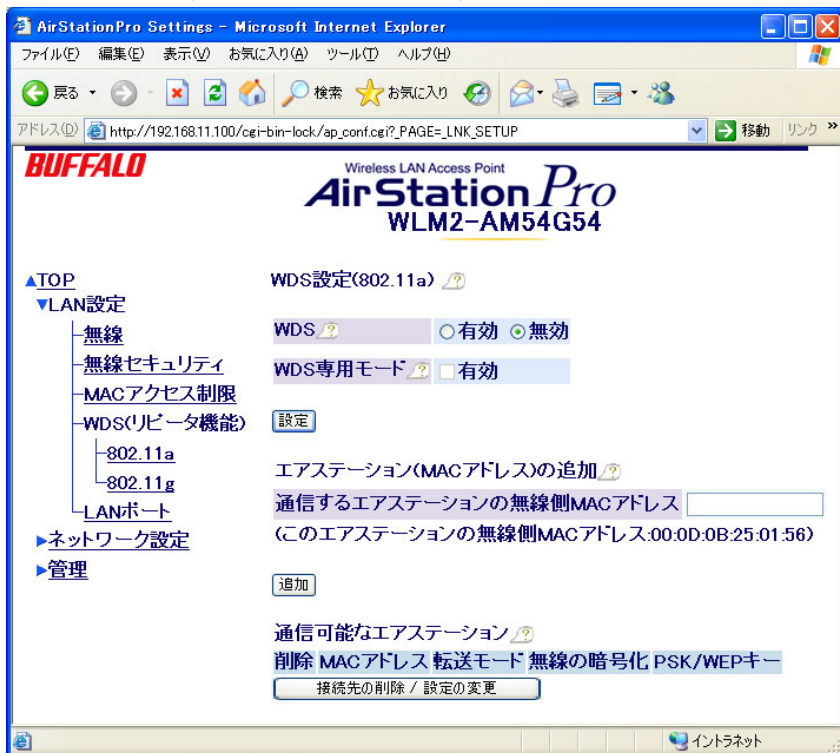 AirStationPro Settings - Microsoft Internet Explorer
ファイル(F) 編集(E) 表示(V) お気に入り(A) ツール(T) ヘルプ(H)
戻る 検索 お気に入り
アドレス(D) http://192.168.11.100/cgi-bin-lock/ap_conf.cgi?_PAGE=_LNK_SETUP 移動 リンク »
BUFFALO
Wireless LAN Access Point
AirStation Pro
WLM2-AM54G54
▲TOP
▼LAN設定
無線
無線セキュリティ
MACアクセス制限
WDS(リピータ機能)
802.11a
802.11g
LANポート
▶ネットワーク設定
▶管理
WDS設定(802.11a) ?
WDS ? 有効 無効
WDS専用モード ? 有効
設定
エアステーション(MACアドレス)の追加 ?
通信するエアステーションの無線側MACアドレス
(このエアステーションの無線側MACアドレス:00:0D:0B:25:01:56)
追加
通信可能なエアステーション ?
削除 MACアドレス 転送モード 無線の暗号化 PSK/WEPキー
接続先の削除 / 設定の変更
イントラネット